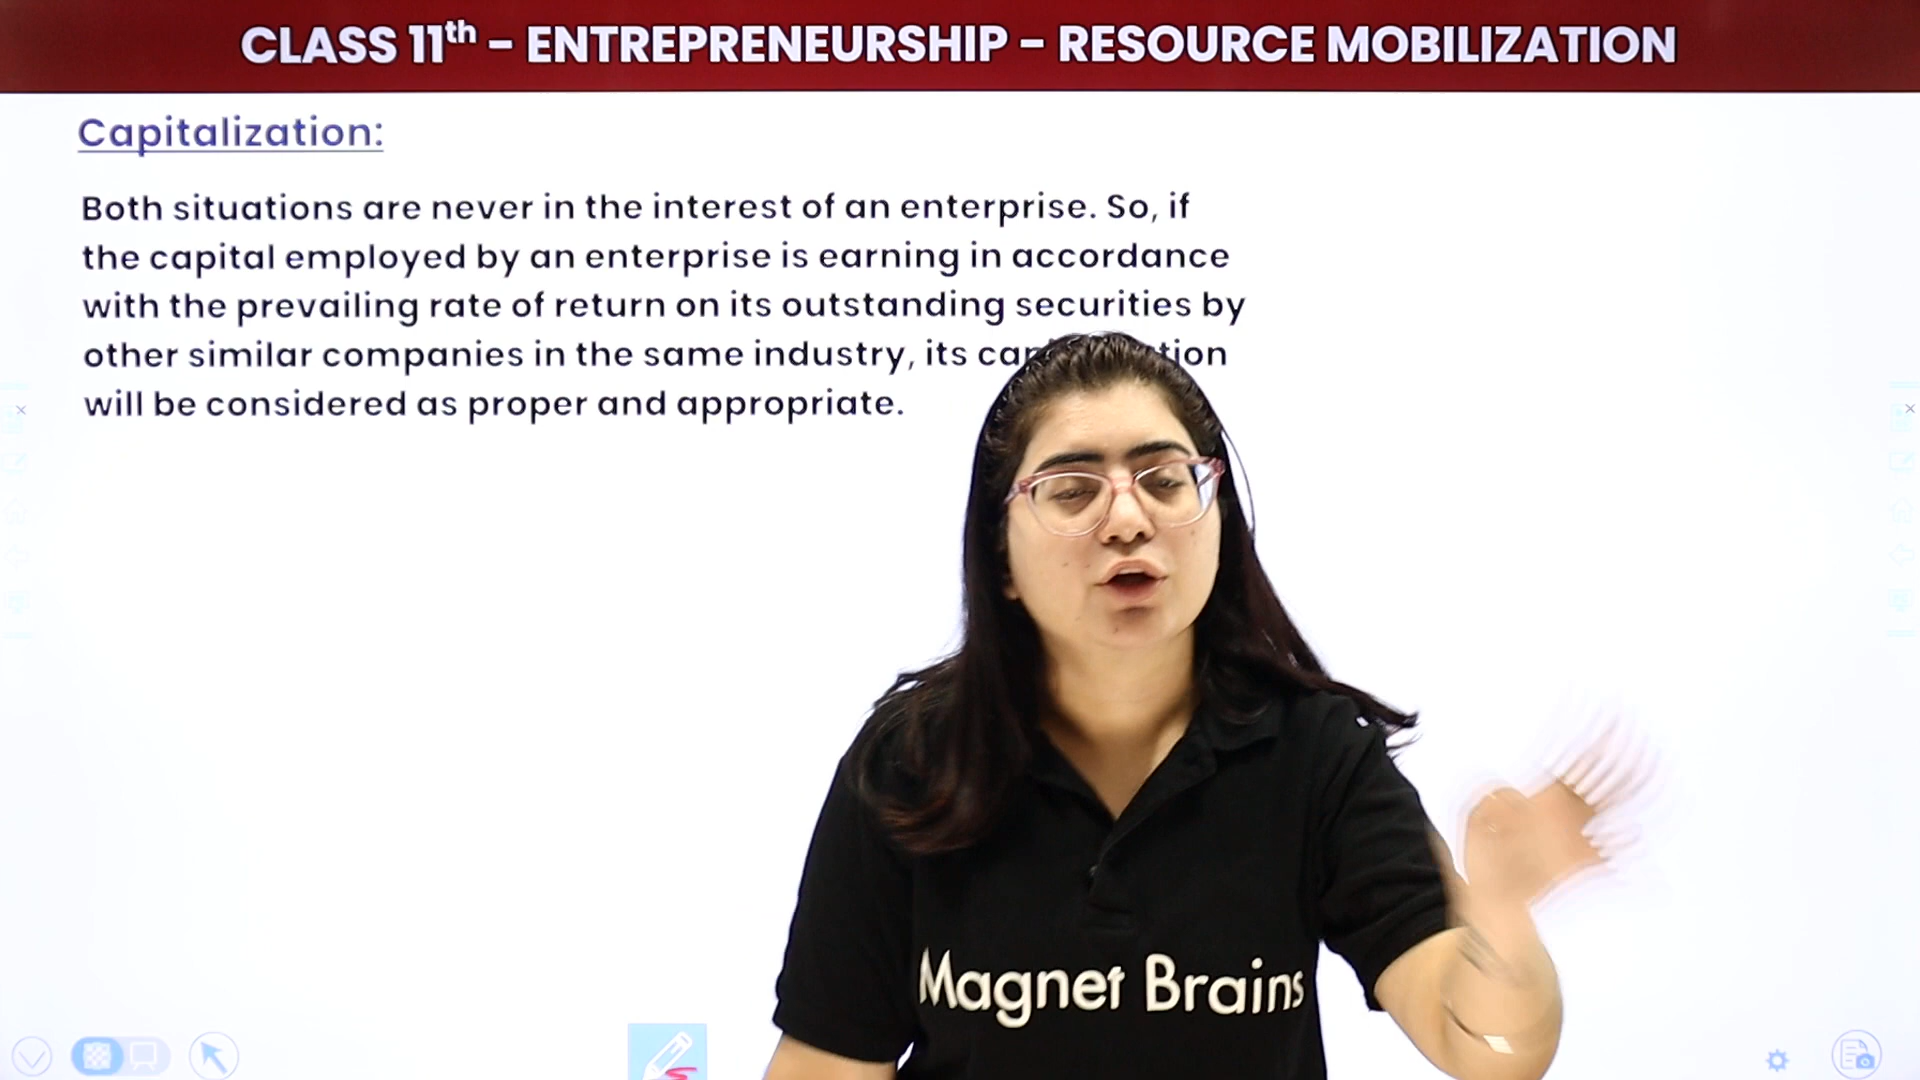 CLASS 11th - ENTREPRENEURSHIP - RESOURCE MOBILIZATION
Capitalization:
Both situations are never in the interest of an enterprise. So, if
the capital employed by an enterprise is earning in accordance
with the prevailing rate of return on its outstanding securities by
other similar companies in the same industry, its
will be considered as proper and appropriate.
Magnet Brains